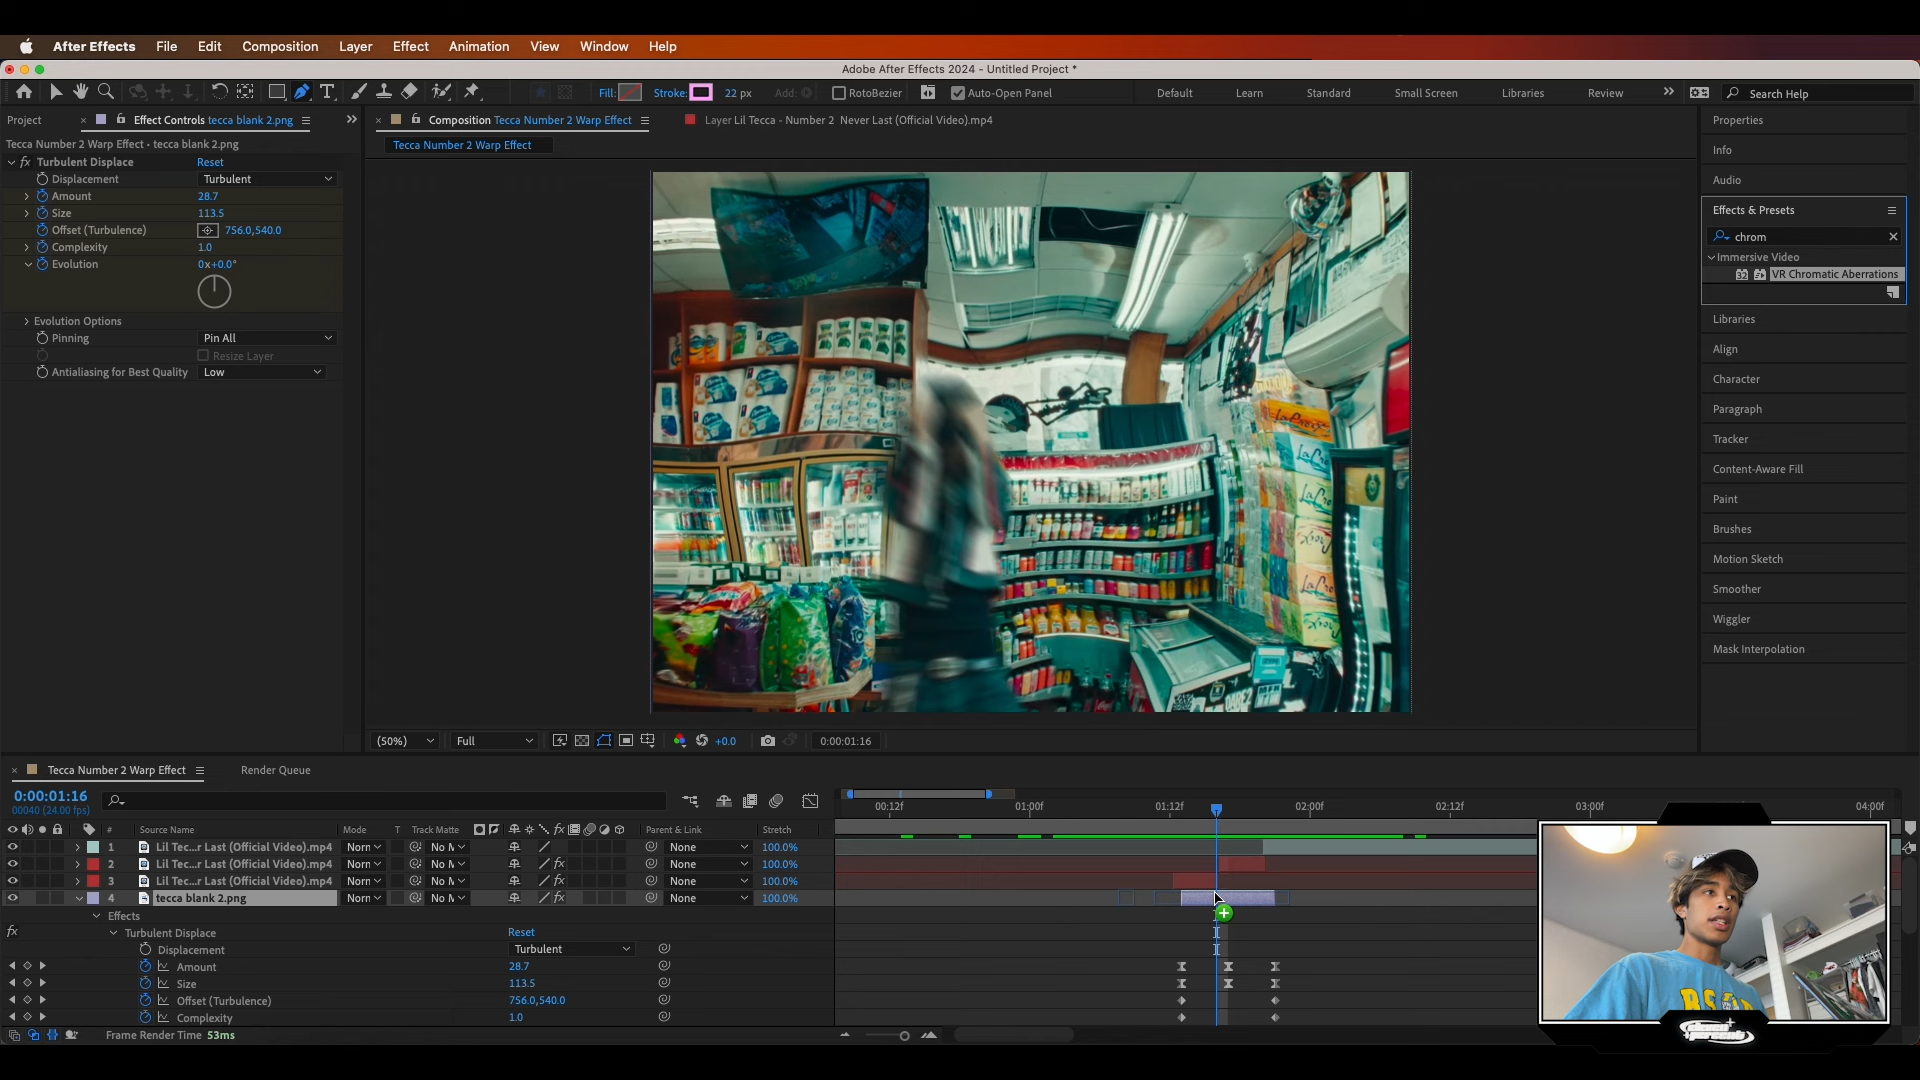 After Effects File Edit Composition Layer Effect Animation View Window Help
Adobe After Effects 2024 - Untitled Project *
Fill: Stroke: 22 px Add: RotoBezier Auto-Open Panel Default Learn Standard Small Screen Libraries Review Search Help
Project Effect Controls tecca blank 2.png
Composition Tecca Number 2 Warp Effect
Layer Lil Tecca - Number 2 Never Last (Official Video).mp4
Tecca Number 2 Warp Effect • tecca blank 2.png
Tecca Number 2 Warp Effect
Turbulent Displace Reset
Displacement Turbulent
Amount 28.7
Size 113.5
Offset (Turbulence) 756.0,540.0
Complexity 1.0
Evolution 0x+0.0°
Evolution Options
Pinning Pin All
Resize Layer
Antialiasing for Best Quality Low
Properties
Info
Audio
Effects & Presets
chrom
Immersive Video
32 VR Chromatic Aberrations
Libraries
Align
Character
Paragraph
Tracker
Content-Aware Fill
Paint
Brushes
Motion Sketch
Smoother
Wiggler
Mask Interpolation
(50%) Full +0.0 0:00:01:16
Tecca Number 2 Warp Effect Render Queue
0:00:01:16
00040 (24.00 fps)
00:12f 01:00f 01:12f 02:00f 02:12f 03:00f 04:00f
# Source Name Mode T Track Matte Parent & Link Stretch
1 Lil Tec...r Last (Official Video).mp4 Norn No M None 100.0%
2 Lil Tec...r Last (Official Video).mp4 Norn No M None 100.0%
3 Lil Tec...r Last (Official Video).mp4 Norn No M None 100.0%
4 tecca blank 2.png Norn No M None 100.0%
Effects
fx Turbulent Displace Reset
Displacement Turbulent
Amount 28.7
Size 113.5
Offset (Turbulence) 756.0,540.0
Complexity 1.0
Frame Render Time 53ms